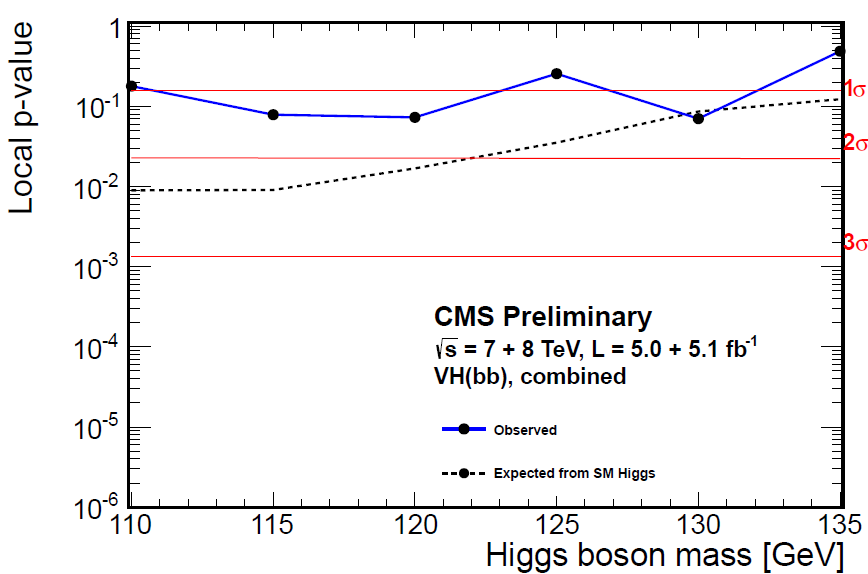 Local p-value
1
10⁻¹
10⁻²
10⁻³
10⁻⁴
10⁻⁵
10⁻⁶
1σ
2σ
3σ
CMS Preliminary
√s = 7 + 8 TeV, L = 5.0 + 5.1 fb⁻¹
VH(bb), combined
Observed
Expected from SM Higgs
110 115 120 125 130 135
Higgs boson mass [GeV]